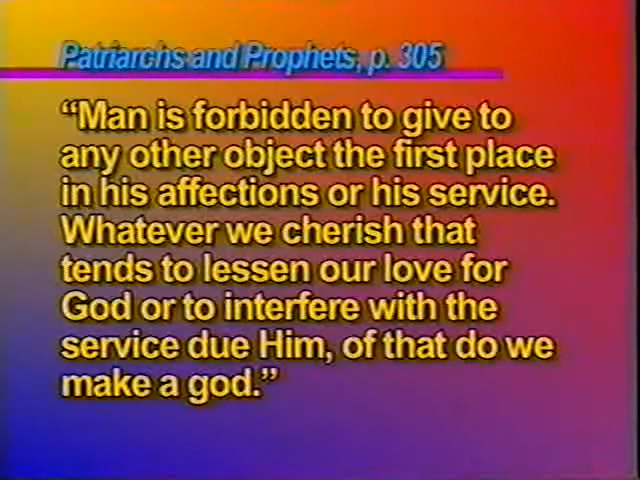 Patriarchs and Prophets, p. 305
“Man is forbidden to give to
any other object the first place
in his affections or his service.
Whatever we cherish that
tends to lessen our love for
God or to interfere with the
service due Him, of that do we
make a god.”